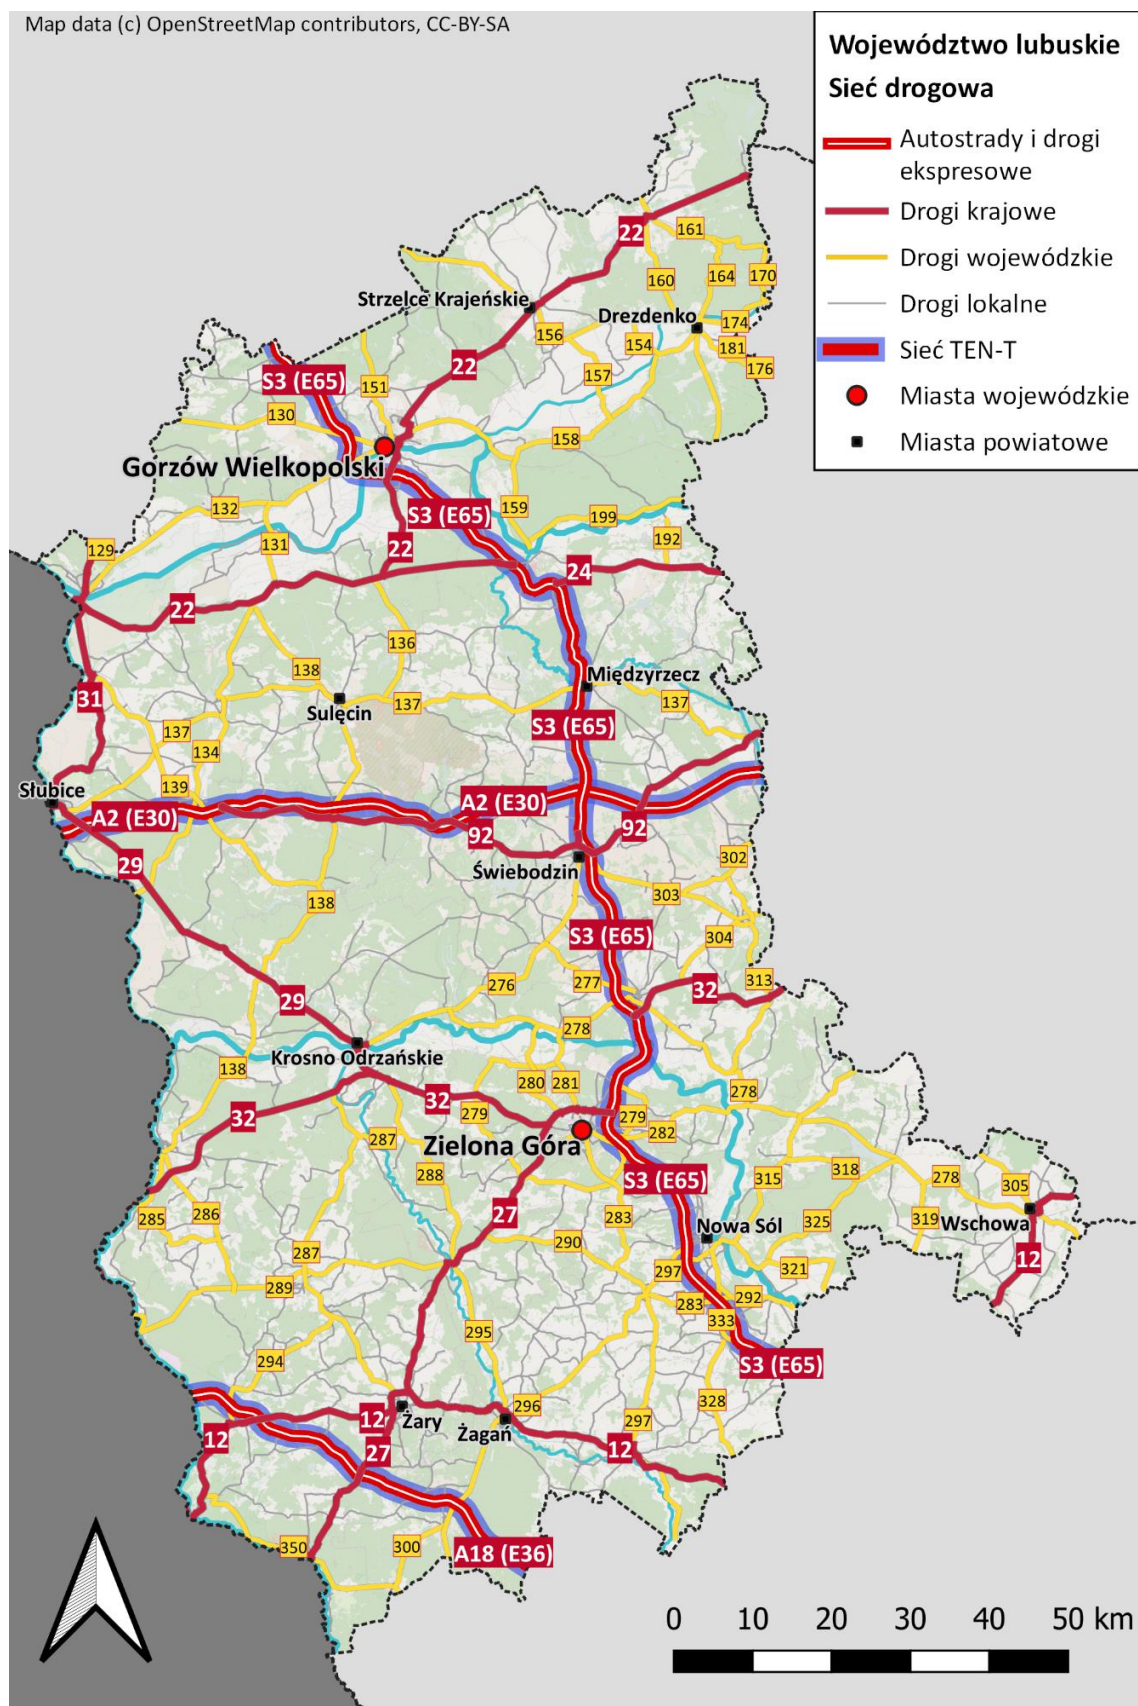 Map data (c) OpenStreetMap contributors, CC-BY-SA
Województwo lubuskie
Sieć drogowa
Autostrady i drogi
ekspresowe
Drogi krajowe
Drogi wojewódzkie
Drogi lokalne
Sieć TEN-T
Miasta wojewódzkie
Miasta powiatowe
22
161
160
164
170
Strzelce Krajeńskie
Drezdenko
174
156
154
181
176
22
157
S3 (E65)
151
130
158
Gorzów Wielkopolski
132
S3 (E65)
159
199
131
22
192
129
24
22
136
138
Międzyrzecz
31
Sulęcin
137
137
S3 (E65)
137
134
139
Słubice
A2 (E30)
A2 (E30)
92
92
29
Świebodzin
302
303
138
S3 (E65)
304
276
277
32
313
29
278
Krosno Odrzańskie
138
280
281
278
32
32
279
279
282
287
Zielona Góra
288
S3 (E65)
315
318
278
305
285
286
27
283
Nowa Sól
325
319
Wschowa
287
290
12
297
321
289
283
292
333
295
294
S3 (E65)
296
328
12
12
Żary
Żagań
297
12
27
350
300
A18 (E36)
0 10 20 30 40 50 km